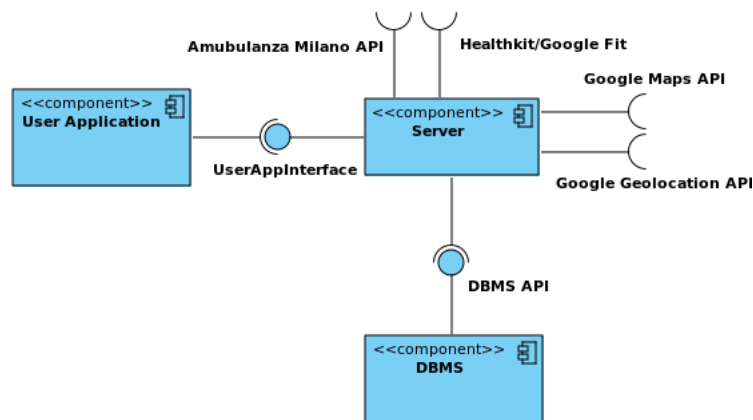 Amubulanza Milano API
Healthkit/Google Fit
Google Maps API
<<component>>
User Application
<<component>>
Server
UserAppInterface
Google Geolocation API
DBMS API
<<component>>
DBMS